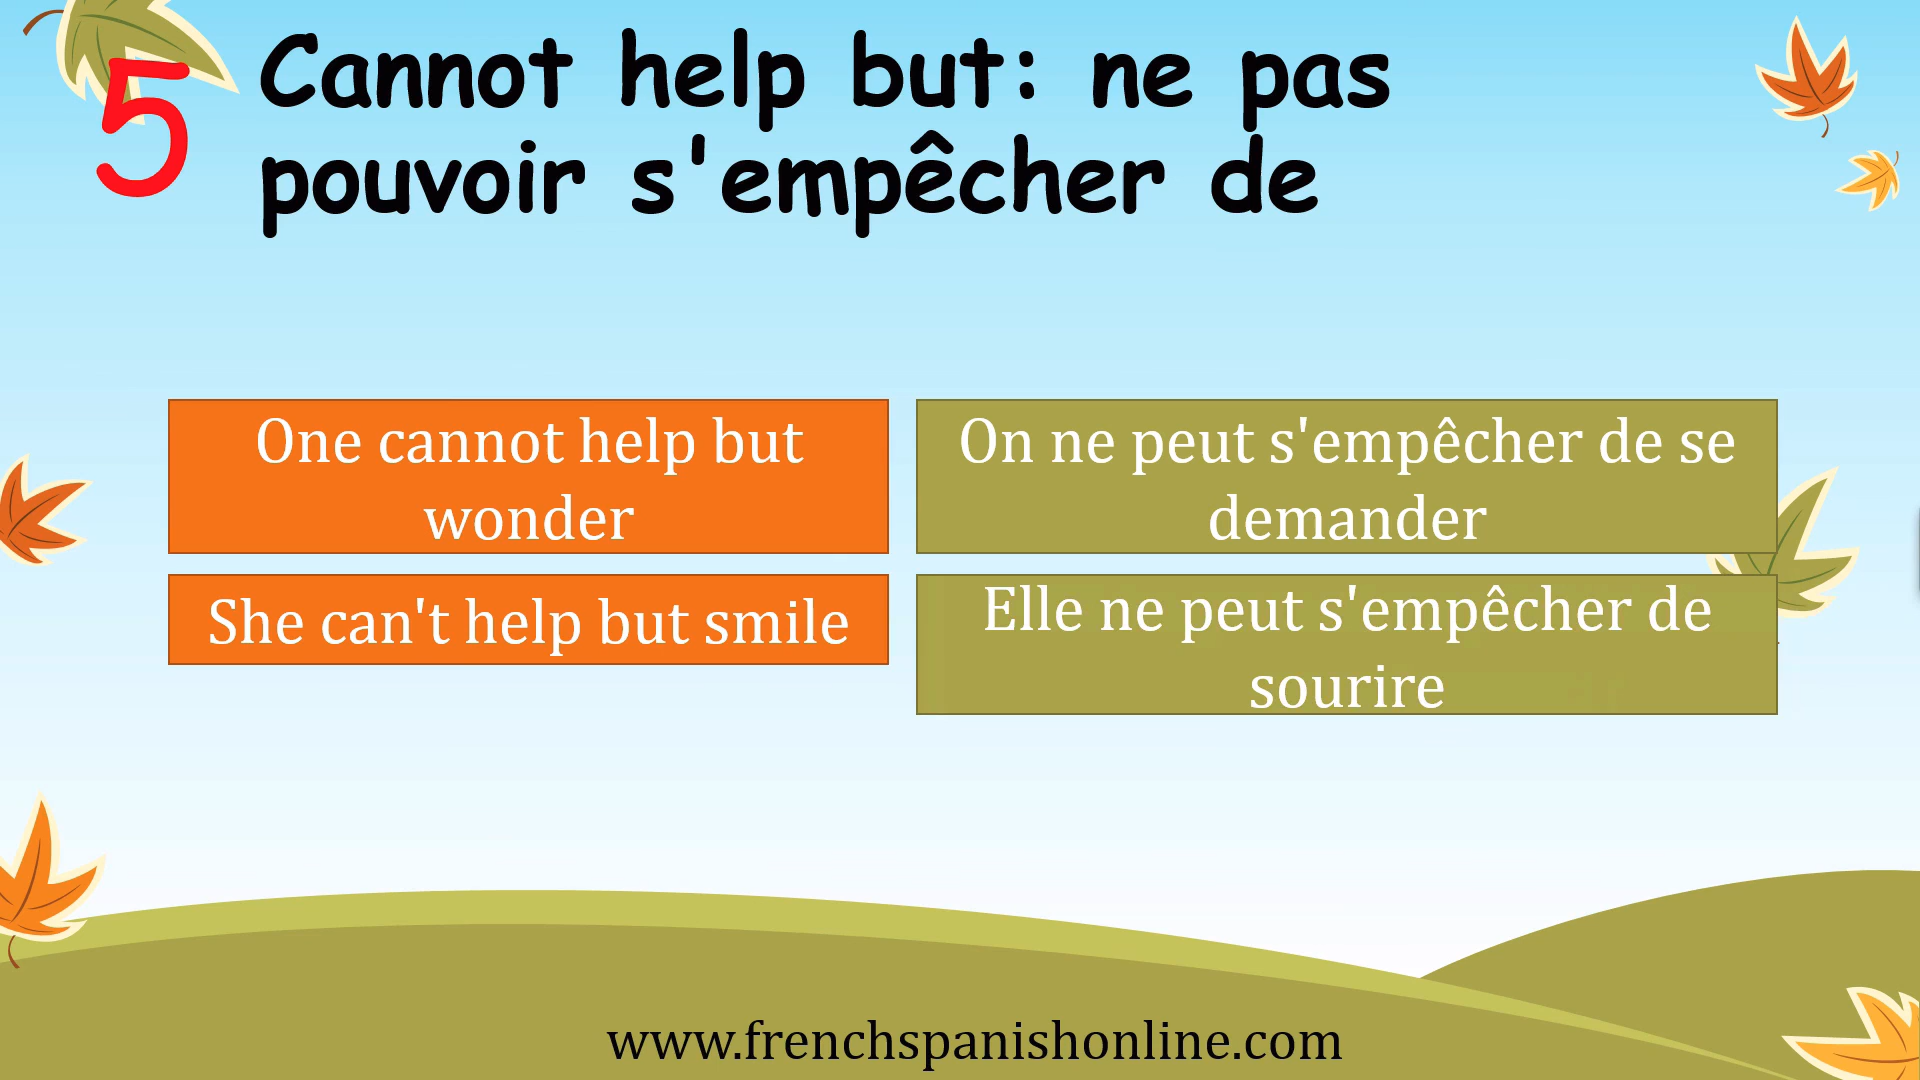 5
Cannot help but: ne pas
pouvoir s'empêcher de
One cannot help but
wonder
On ne peut s'empêcher de se
demander
She can't help but smile
Elle ne peut s'empêcher de
sourire
www.frenchspanishonline.com